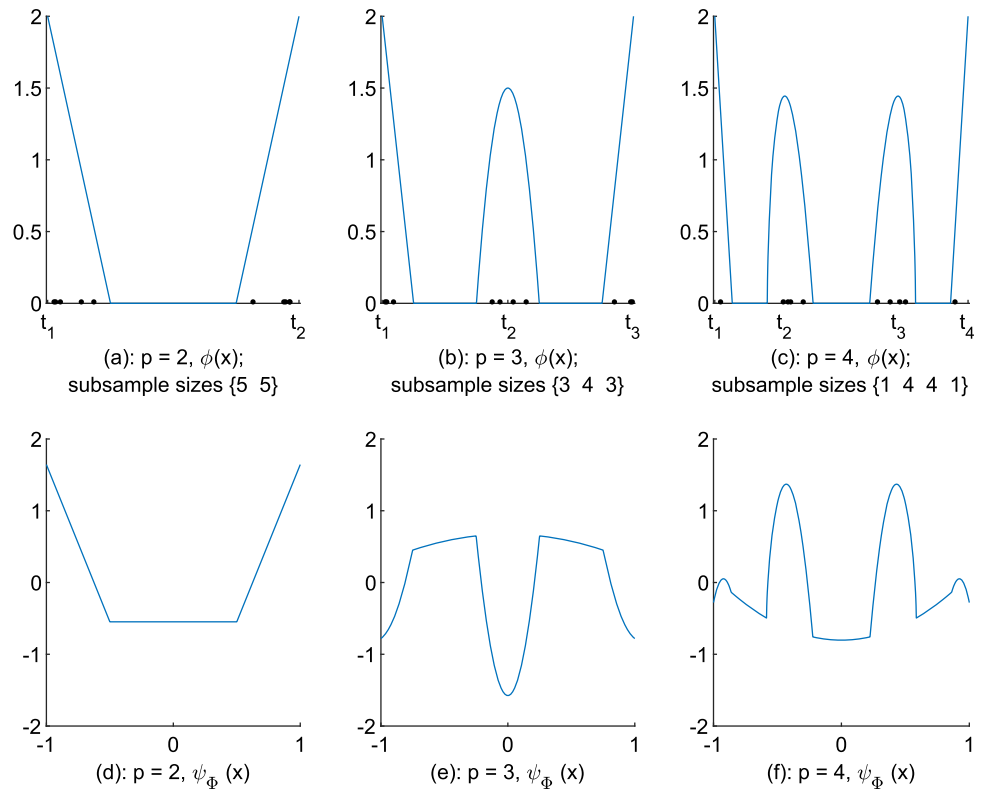 2 2 2
1.5 1.5 1.5
1 1 1
0.5 0.5 0.5
0 0 0
t1 t2 t1 t2 t3 t1 t2 t3 t4
(a): p = 2, ϕ(x); (b): p = 3, ϕ(x); (c): p = 4, ϕ(x);
subsample sizes {5 5} subsample sizes {3 4 3} subsample sizes {1 4 4 1}
2 2 2
1 1 1
0 0 0
-1 -1 -1
-2 -2 -2
-1 0 1 -1 0 1 -1 0 1
(d): p = 2, ψΦ (x) (e): p = 3, ψΦ (x) (f): p = 4, ψΦ (x)